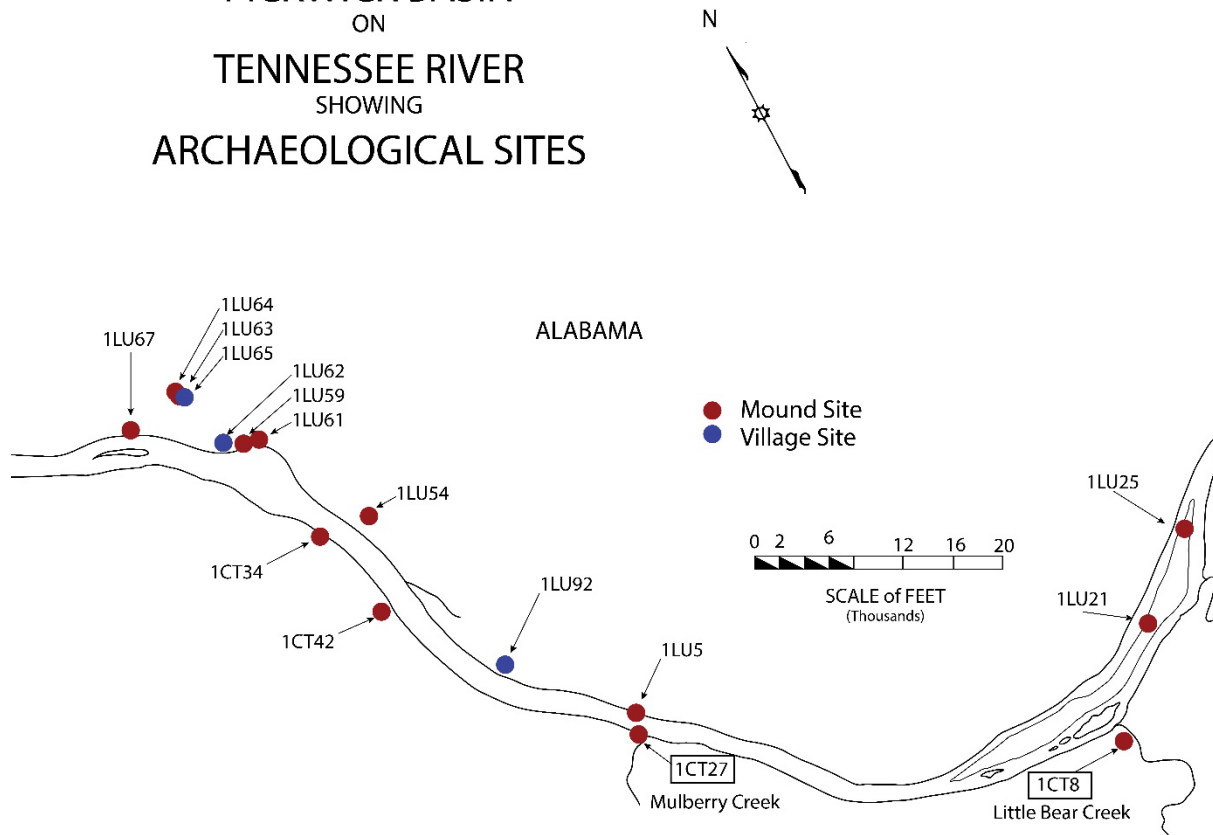 ON
TENNESSEE RIVER
SHOWING
ARCHAEOLOGICAL SITES
N
ALABAMA
1LU64
1LU63
1LU65
1LU67
1LU62
1LU59
1LU61
Mound Site
Village Site
1LU54
1LU25
0 2 6 12 16 20
SCALE of FEET
(Thousands)
1CT34
1LU92
1LU21
1CT42
1LU5
1CT27
Mulberry Creek
1CT8
Little Bear Creek